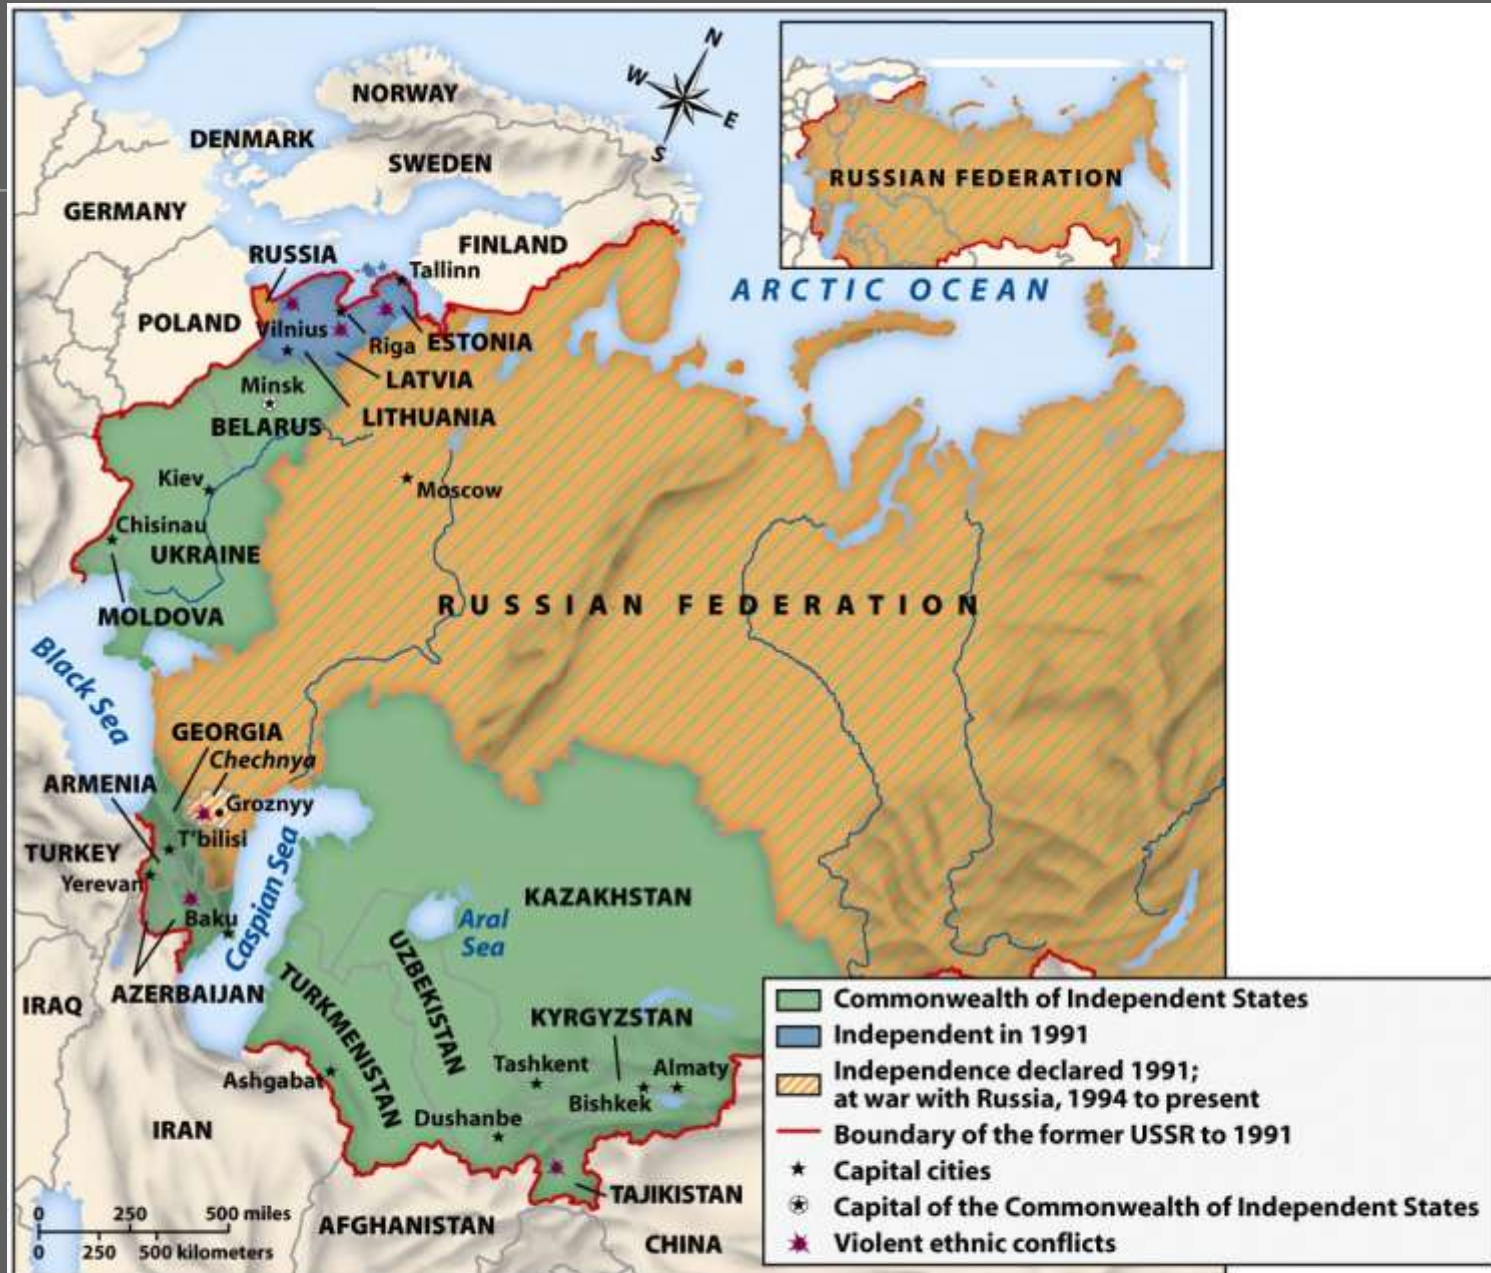 N
W
E
S
NORWAY
DENMARK
SWEDEN
RUSSIAN FEDERATION
GERMANY
FINLAND
RUSSIA
Tallinn
ARCTIC OCEAN
POLAND
Vilnius
Riga
ESTONIA
LATVIA
Minsk
LITHUANIA
BELARUS
Kiev
Moscow
Chisinau
UKRAINE
RUSSIAN FEDERATION
MOLDOVA
Black Sea
GEORGIA
Chechnya
ARMENIA
Groznyy
T'bilisi
TURKEY
Yerevan
Caspian Sea
KAZAKHSTAN
Baku
Aral
Sea
UZBEKISTAN
TURKMENISTAN
AZERBAIJAN
IRAQ
KYRGYZSTAN
Tashkent
Almaty
Ashgabat
Bishkek
Dushanbe
IRAN
TAJIKISTAN
AFGHANISTAN
CHINA
0 250 500 miles
0 250 500 kilometers
Commonwealth of Independent States
Independent in 1991
Independence declared 1991;
at war with Russia, 1994 to present
Boundary of the former USSR to 1991
Capital cities
Capital of the Commonwealth of Independent States
Violent ethnic conflicts